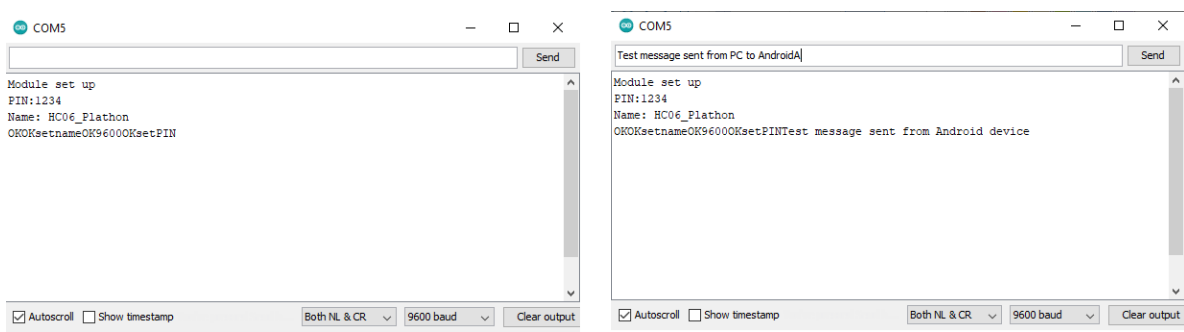 COM5
Send
Module set up
PIN:1234
Name: HC06_Plathon
OKOKsetnameOK9600OKsetPIN
Autoscroll Show timestamp Both NL & CR 9600 baud Clear output
COM5
Test message sent from PC to AndroidA Send
Module set up
PIN:1234
Name: HC06_Plathon
OKOKsetnameOK9600OKsetPINTest message sent from Android device
Autoscroll Show timestamp Both NL & CR 9600 baud Clear output